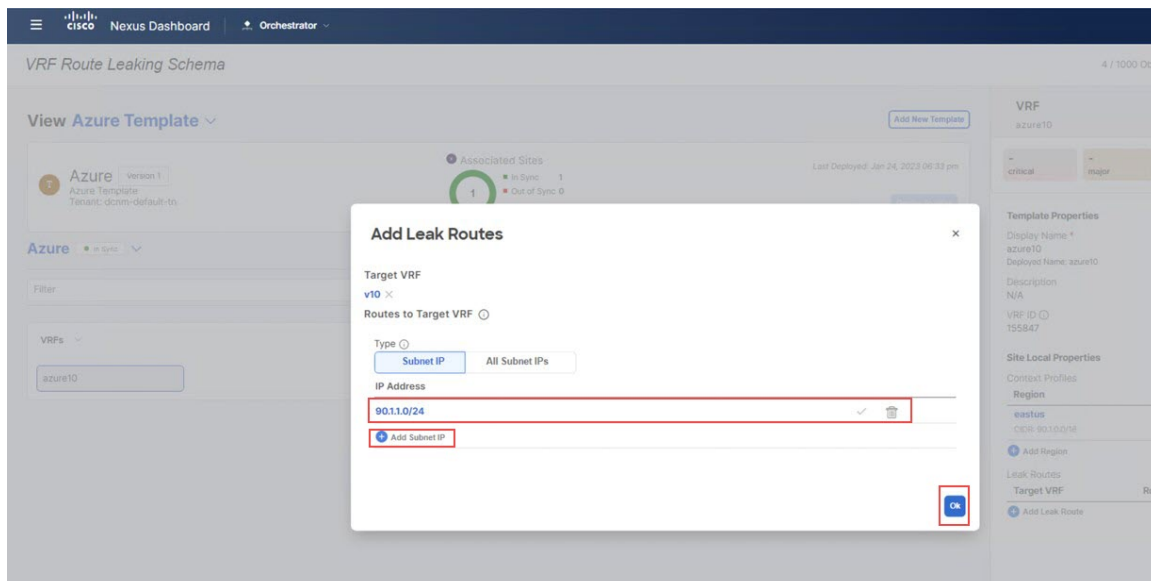 cisco Nexus Dashboard Orchestrator
VRF Route Leaking Schema
4 / 1000 Ob
View Azure Template
Add New Template
Azure Version 1
Azure Template
Tenant: dcnm-default-tn
Associated Sites
1
In Sync 1
Out of Sync 0
Last Deployed: Jan 24, 2023 06:33 pm
Azure In Sync
Filter
VRFs
azure10
Add Leak Routes
Target VRF
v10
Routes to Target VRF
Type
Subnet IP All Subnet IPs
IP Address
90.1.1.0/24
Add Subnet IP
Ok
VRF
azure10
critical major
Template Properties
Display Name *
azure10
Deployed Name: azure10
Description
N/A
VRF ID
155847
Site Local Properties
Context Profiles
Region
eastus
Add Region
Leak Routes
Target VRF
Add Leak Route